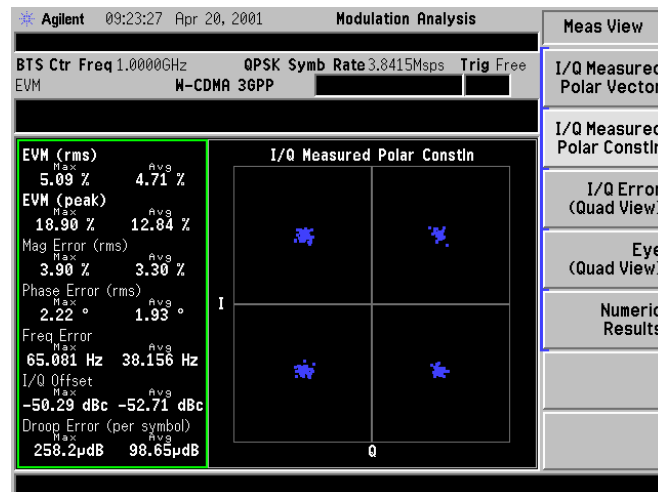 Agilent 09:23:27 Apr 20, 2001 Modulation Analysis
BTS Ctr Freq 1.0000GHz QPSK Symb Rate 3.8415Msps Trig Free
EVM W-CDMA 3GPP
EVM (rms)
Max Avg
5.09 % 4.71 %
EVM (peak)
Max Avg
18.90 % 12.84 %
Mag Error (rms)
Max Avg
3.90 % 3.30 %
Phase Error (rms)
Max Avg
2.22 ° 1.93 °
Freq Error
Max Avg
65.081 Hz 38.156 Hz
I/Q Offset
Max Avg
-50.29 dBc -52.71 dBc
Droop Error (per symbol)
Max Avg
258.2µdB 98.65µdB
I/Q Measured Polar Constln
I
Q
Meas View
I/Q Measured
Polar Vector
I/Q Measured
Polar Constln
I/Q Error
(Quad View)
Eye
(Quad View)
Numeric
Results